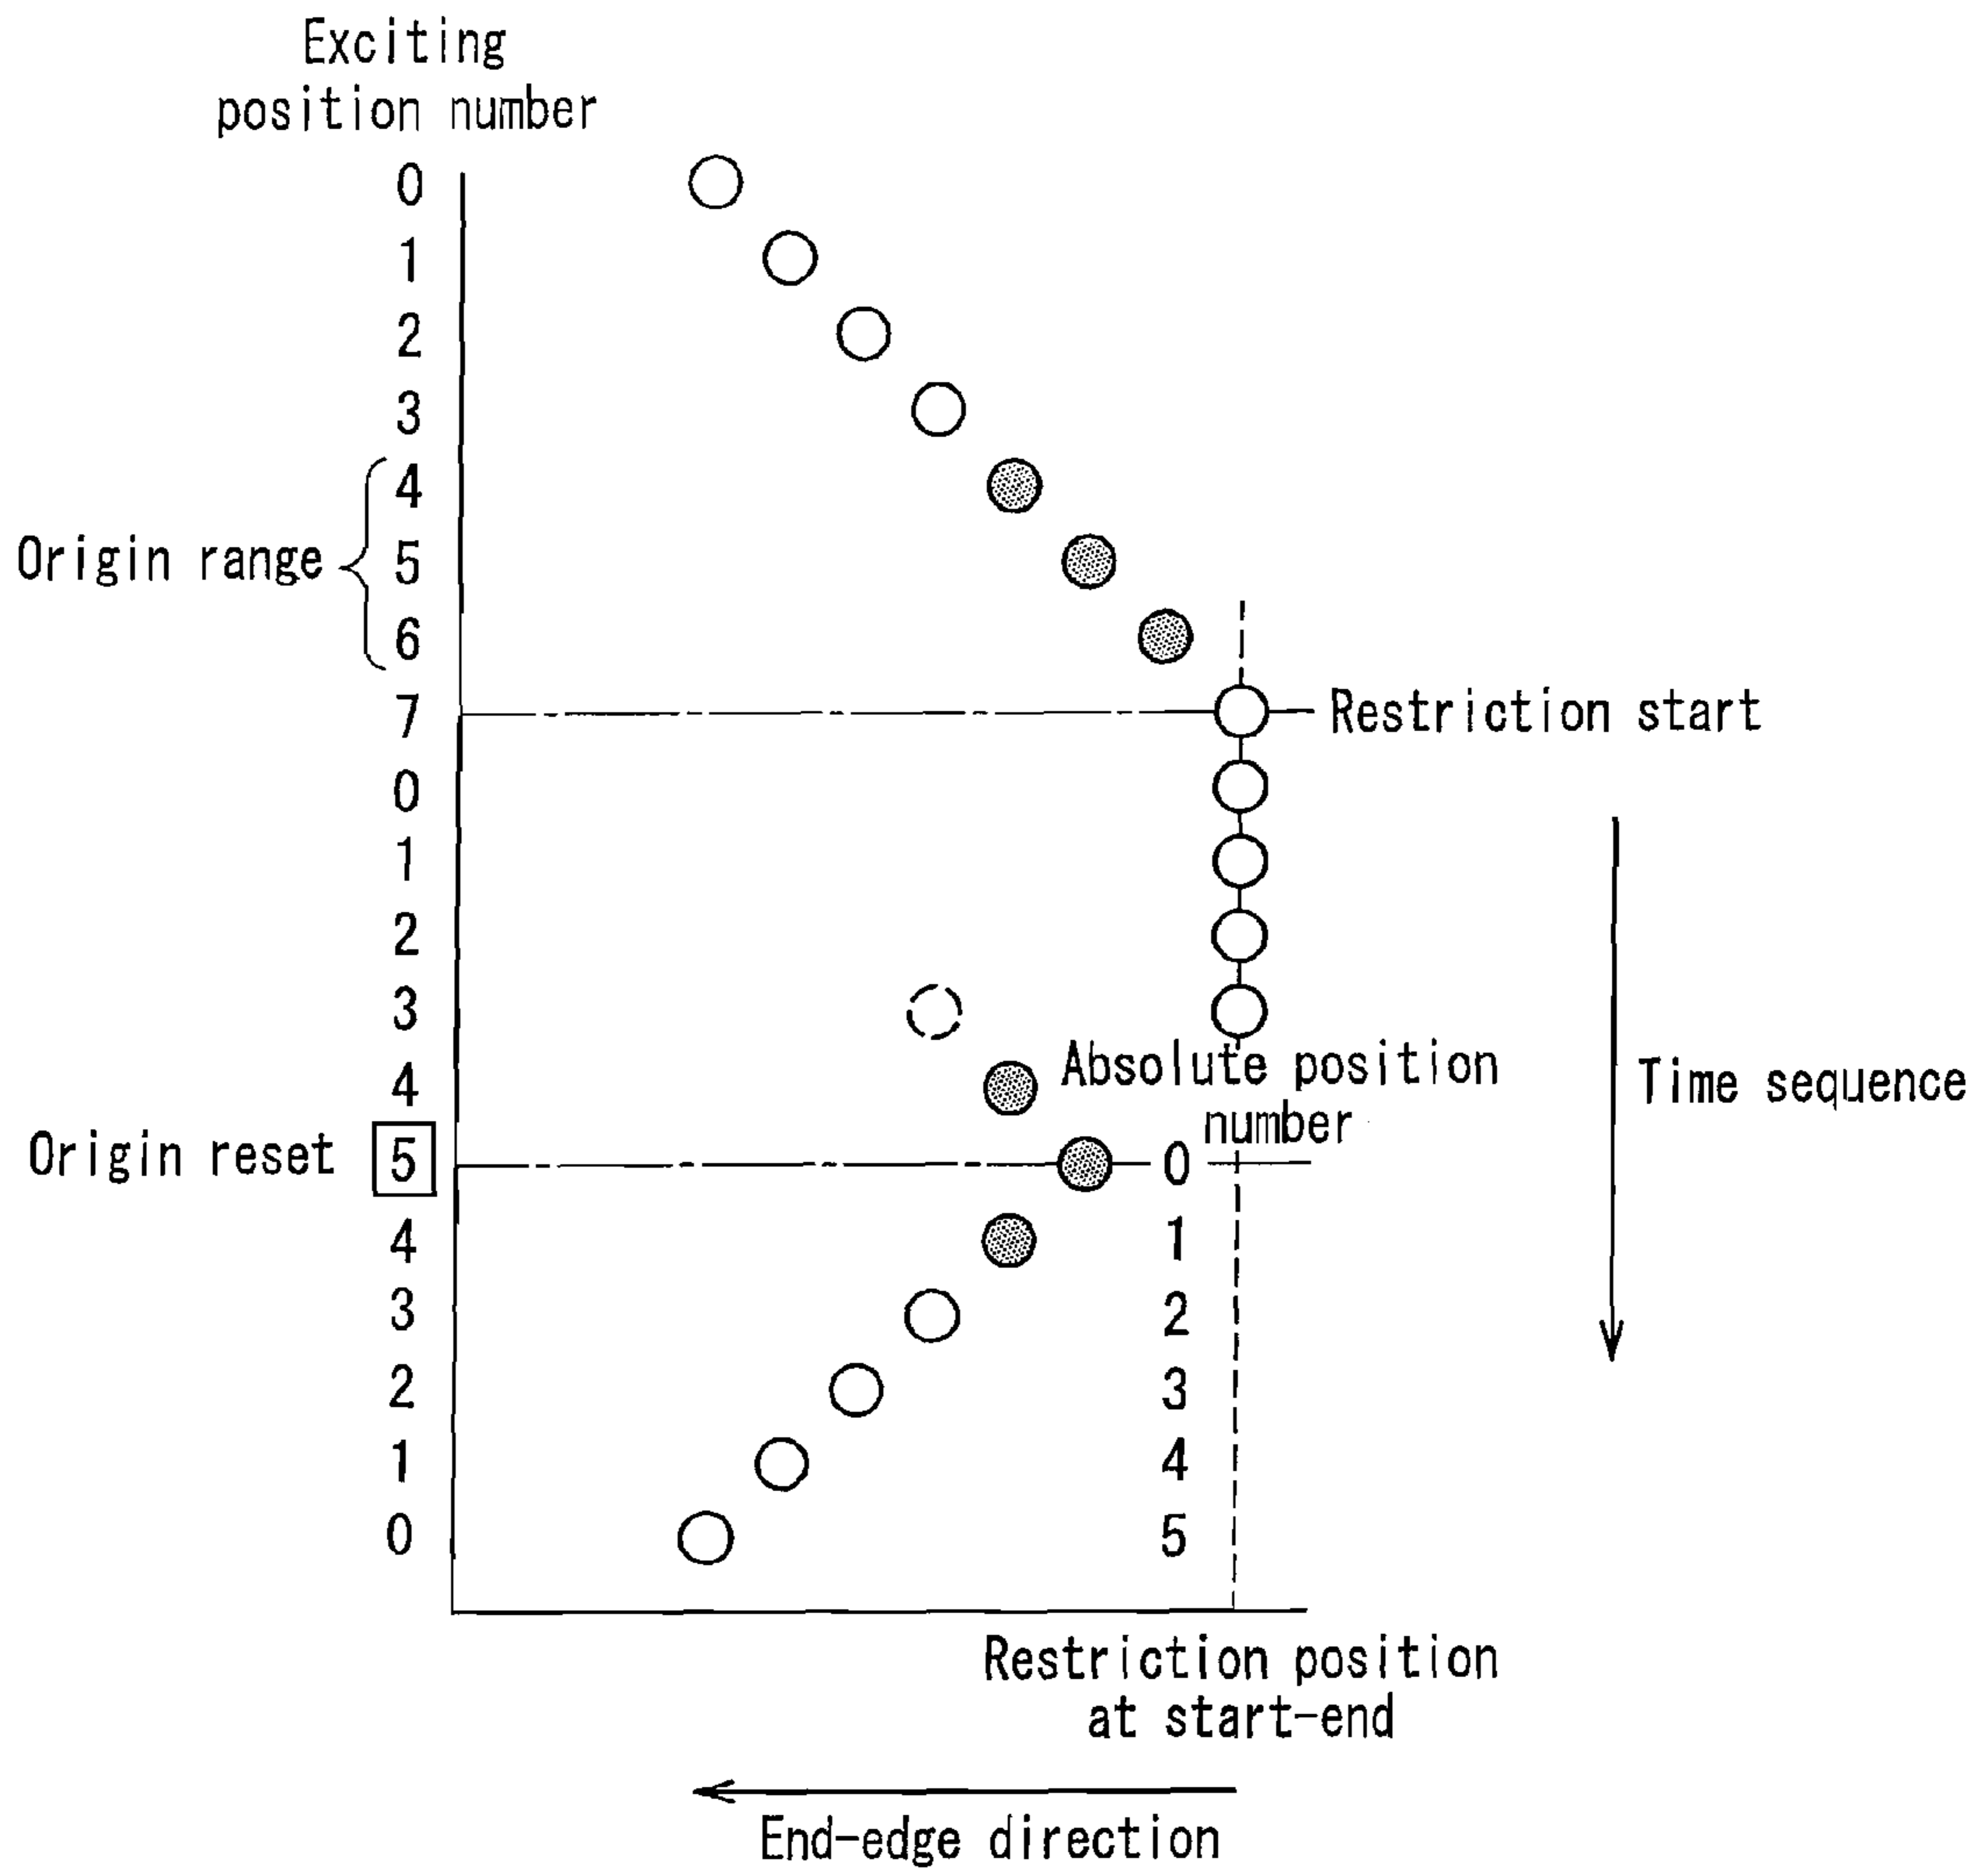 Exciting
position number
0
1
2
3
4
Origin range 5
6
7 Restriction start
0
1
2
3
Absolute position
4 Time sequence
number
Origin reset 5 0
4 1
3 2
2 3
1 4
0 5
Restriction position
at start-end
End-edge direction